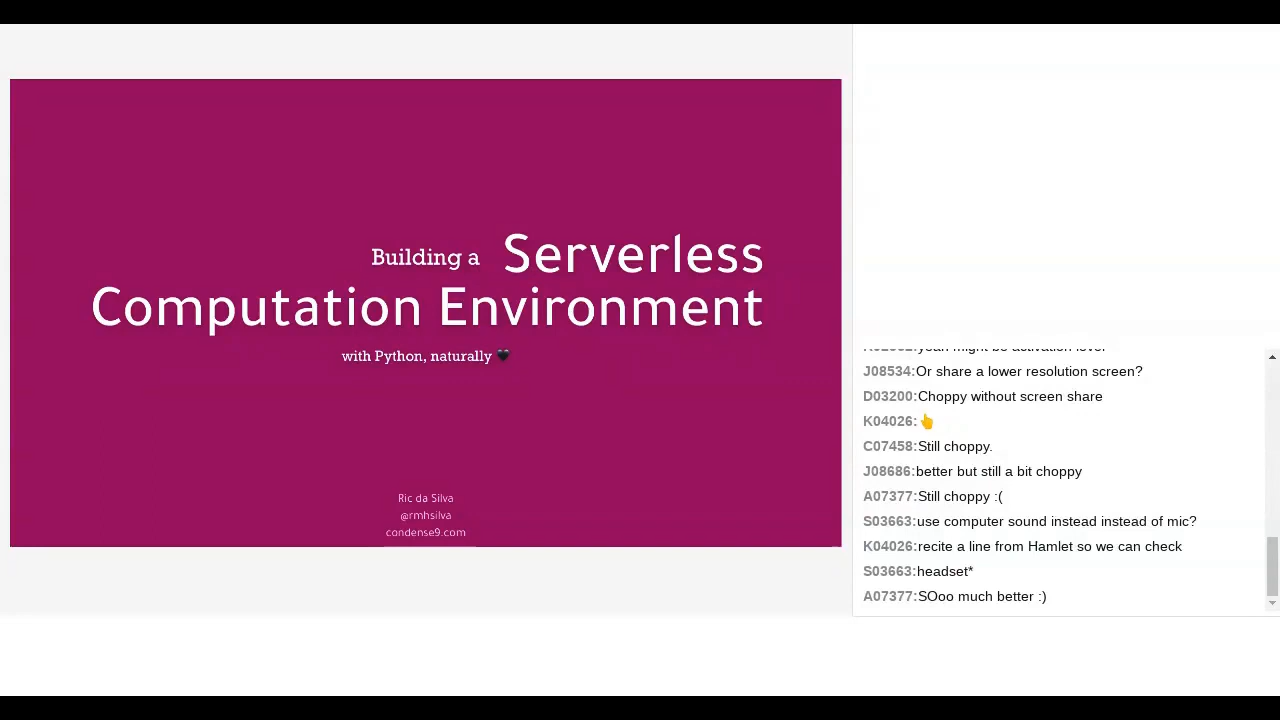 Building a Serverless
Computation Environment
with Python, naturally 🖤
Ric da Silva
@rmhsilva
condense9.com
J08534:Or share a lower resolution screen?
D03200:Choppy without screen share
K04026:👆
C07458:Still choppy.
J08686:better but still a bit choppy
A07377:Still choppy :(
S03663:use computer sound instead instead of mic?
K04026:recite a line from Hamlet so we can check
S03663:headset*
A07377:SOoo much better :)